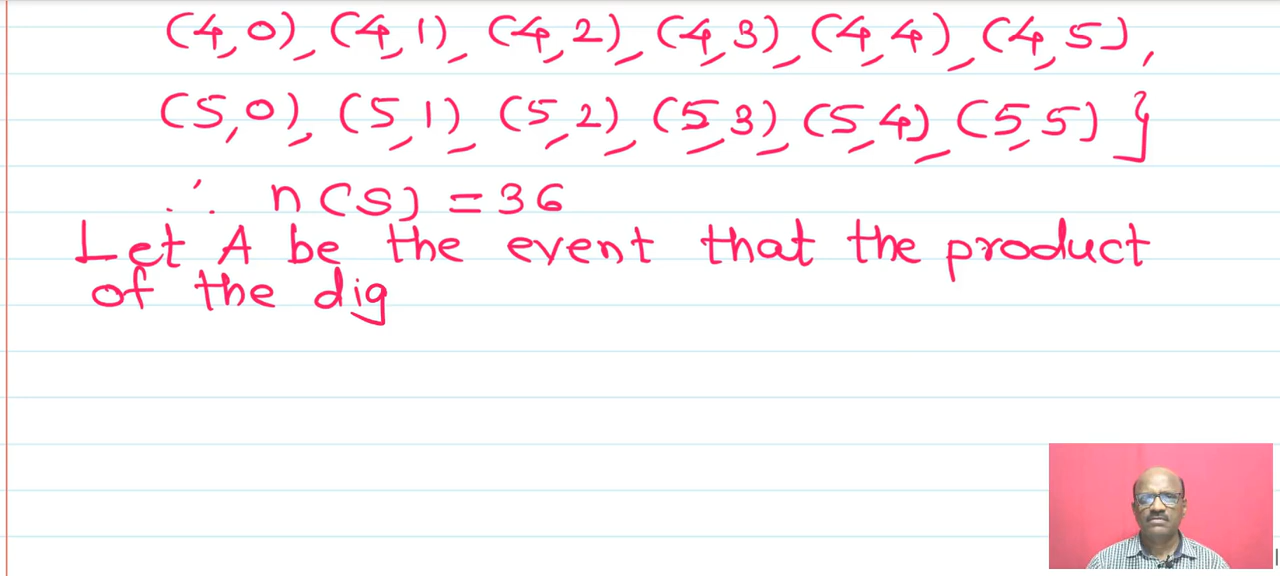 (4,0), (4,1), (4,2), (4,3), (4,4), (4,5),
(5,0), (5,1), (5,2), (5,3), (5,4), (5,5) }
∴ n(S) = 36
Let A be the event that the product
of the dig